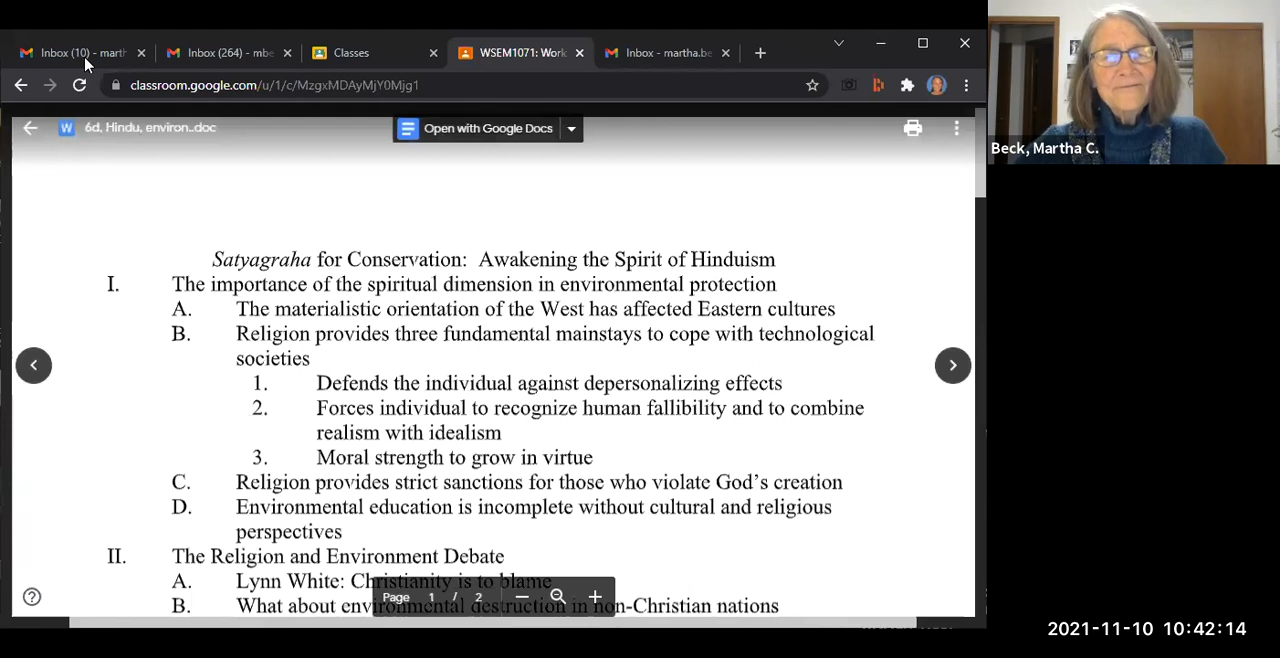 Inbox (10) - mart
Inbox (264) - mbe
Classes
WSEM1071: Work
Inbox - martha.be
classroom.google.com/u/1/c/MzgxMDAyMjY0Mjg1
W 6d, Hindu, environ..doc
Open with Google Docs
Beck, Martha C.
Satyagraha for Conservation: Awakening the Spirit of Hinduism
I. The importance of the spiritual dimension in environmental protection
A. The materialistic orientation of the West has affected Eastern cultures
B. Religion provides three fundamental mainstays to cope with technological
societies
1. Defends the individual against depersonalizing effects
2. Forces individual to recognize human fallibility and to combine
realism with idealism
3. Moral strength to grow in virtue
C. Religion provides strict sanctions for those who violate God’s creation
D. Environmental education is incomplete without cultural and religious
perspectives
II. The Religion and Environment Debate
A. Lynn White: Christianity is to blame
B. What about environmental destruction in non-Christian nations
Page 1 / 2
2021-11-10 10:42:14